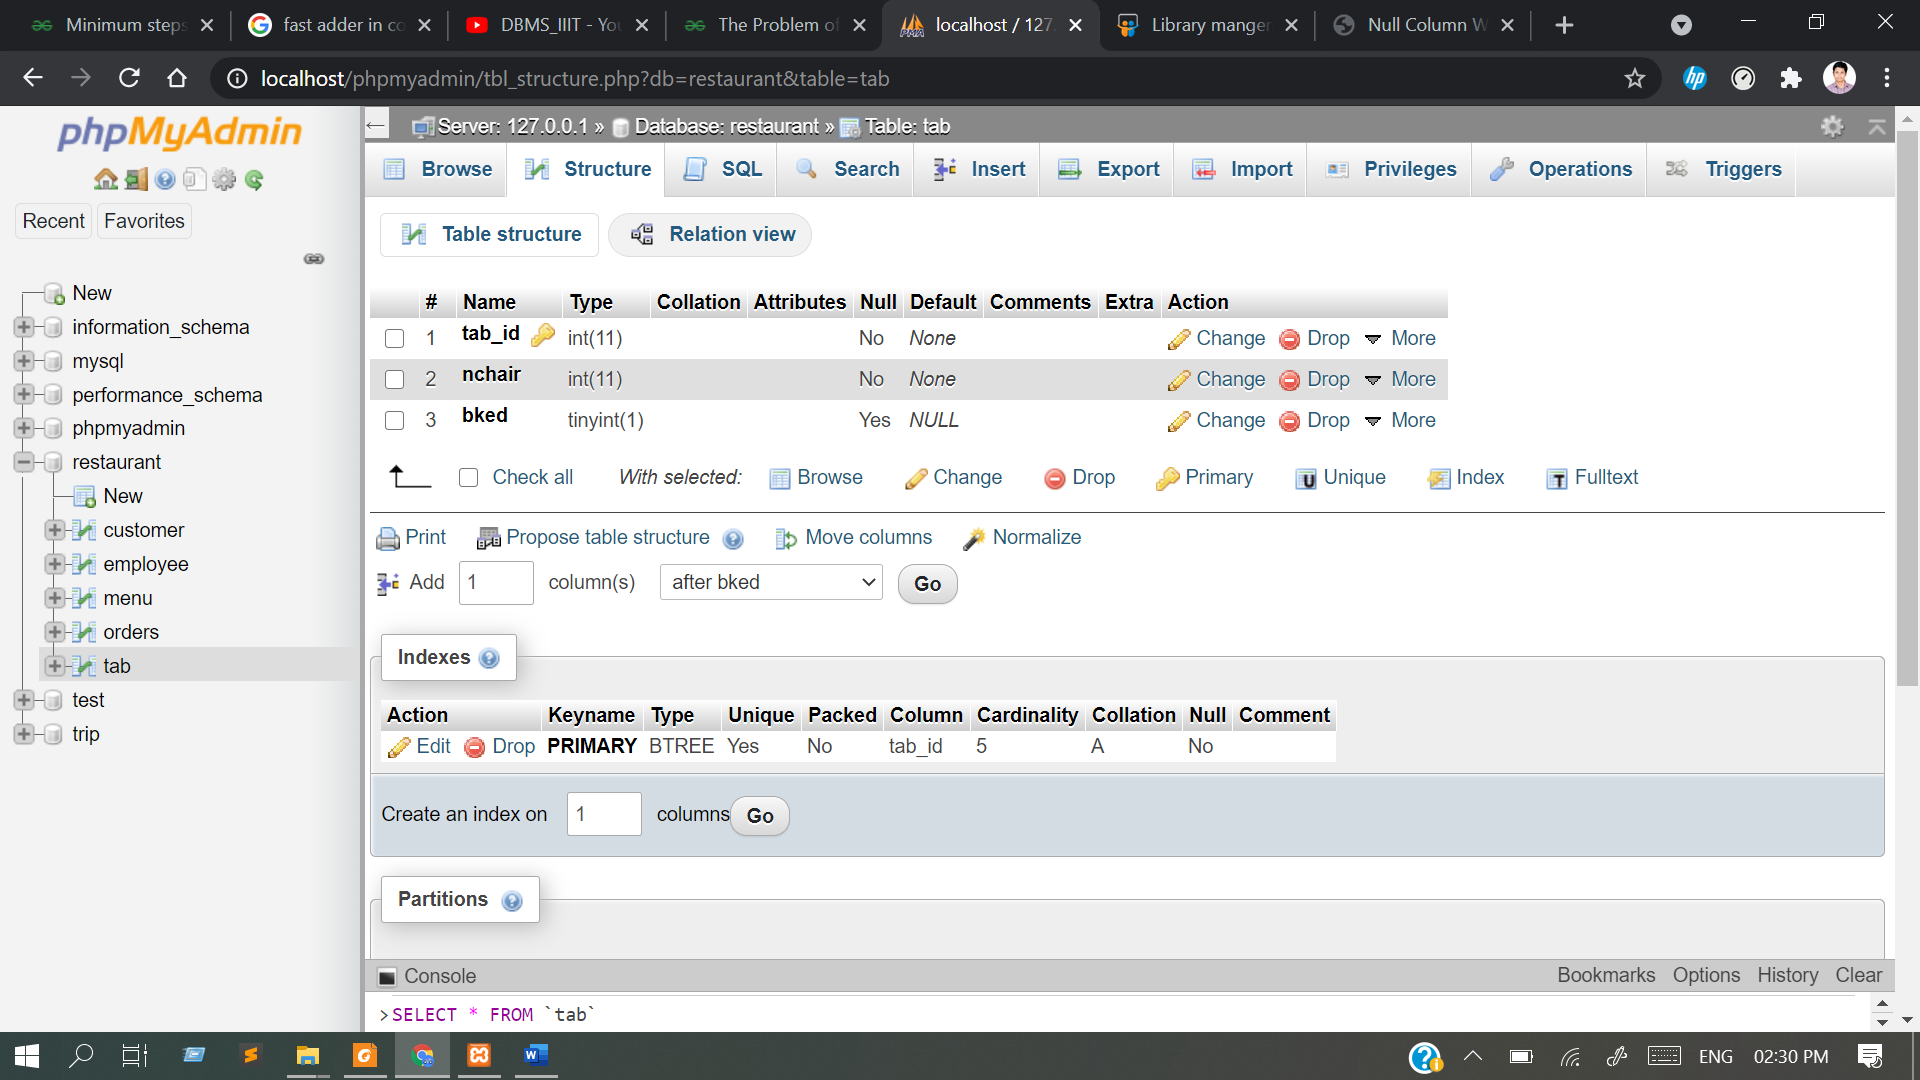 Minimum steps
fast adder in co
DBMS_IIIT - You
The Problem of
localhost / 127.
Library manger
Null Column W
localhost/phpmyadmin/tbl_structure.php?db=restaurant&table=tab
hp
phpMyAdmin
Recent Favorites
New
information_schema
mysql
performance_schema
phpmyadmin
restaurant
New
customer
employee
menu
orders
tab
test
trip
Server: 127.0.0.1 » Database: restaurant » Table: tab
Browse Structure SQL Search Insert Export Import Privileges Operations Triggers
Table structure Relation view
# Name Type Collation Attributes Null Default Comments Extra Action
1 tab_id int(11) No None Change Drop More
2 nchair int(11) No None Change Drop More
3 bked tinyint(1) Yes NULL Change Drop More
Check all With selected: Browse Change Drop Primary Unique Index Fulltext
Print Propose table structure Move columns Normalize
Add 1 column(s) after bked Go
Indexes
Action Keyname Type Unique Packed Column Cardinality Collation Null Comment
Edit Drop PRIMARY BTREE Yes No tab_id 5 A No
Create an index on 1 columns Go
Partitions
Console Bookmarks Options History Clear
>SELECT * FROM `tab`
ENG 02:30 PM